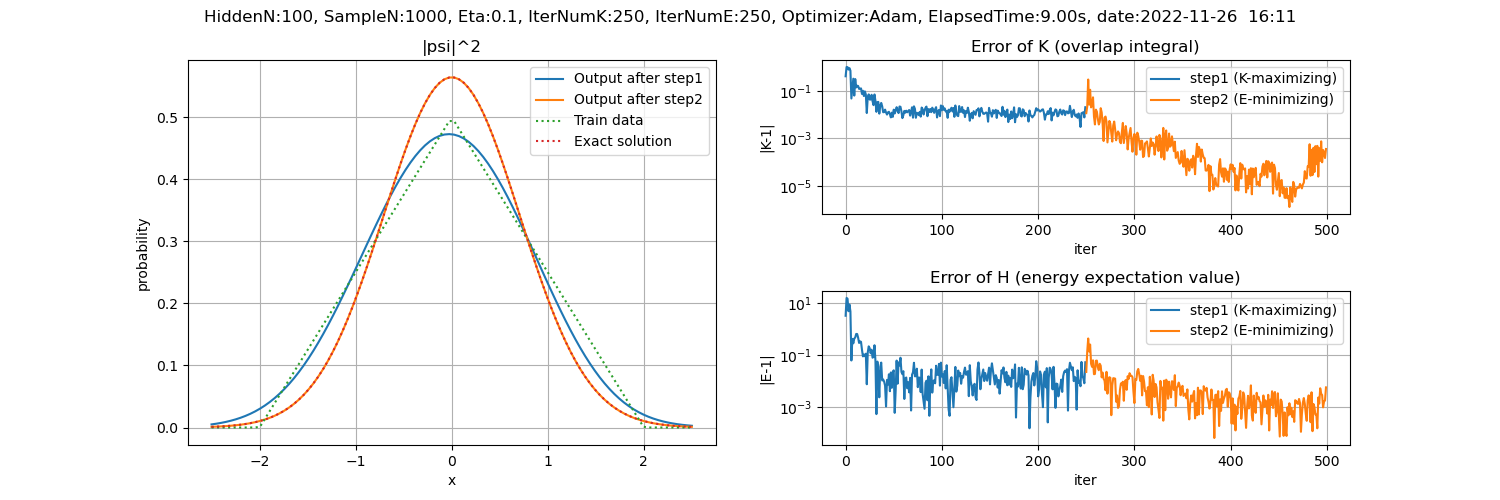 HiddenN:100, SampleN:1000, Eta:0.1, IterNumK:250, IterNumE:250, Optimizer:Adam, ElapsedTime:9.00s, date:2022-11-26  16:11
|psi|^2
Output after step1
Output after step2
Train data
Exact solution
probability
0.5
0.4
0.3
0.2
0.1
0.0
−2
−1
0
1
2
x
Error of K (overlap integral)
step1 (K-maximizing)
step2 (E-minimizing)
|K-1|
10⁻¹
10⁻³
10⁻⁵
0
100
200
300
400
500
iter
Error of H (energy expectation value)
step1 (K-maximizing)
step2 (E-minimizing)
|E-1|
10¹
10⁻¹
10⁻³
0
100
200
300
400
500
iter